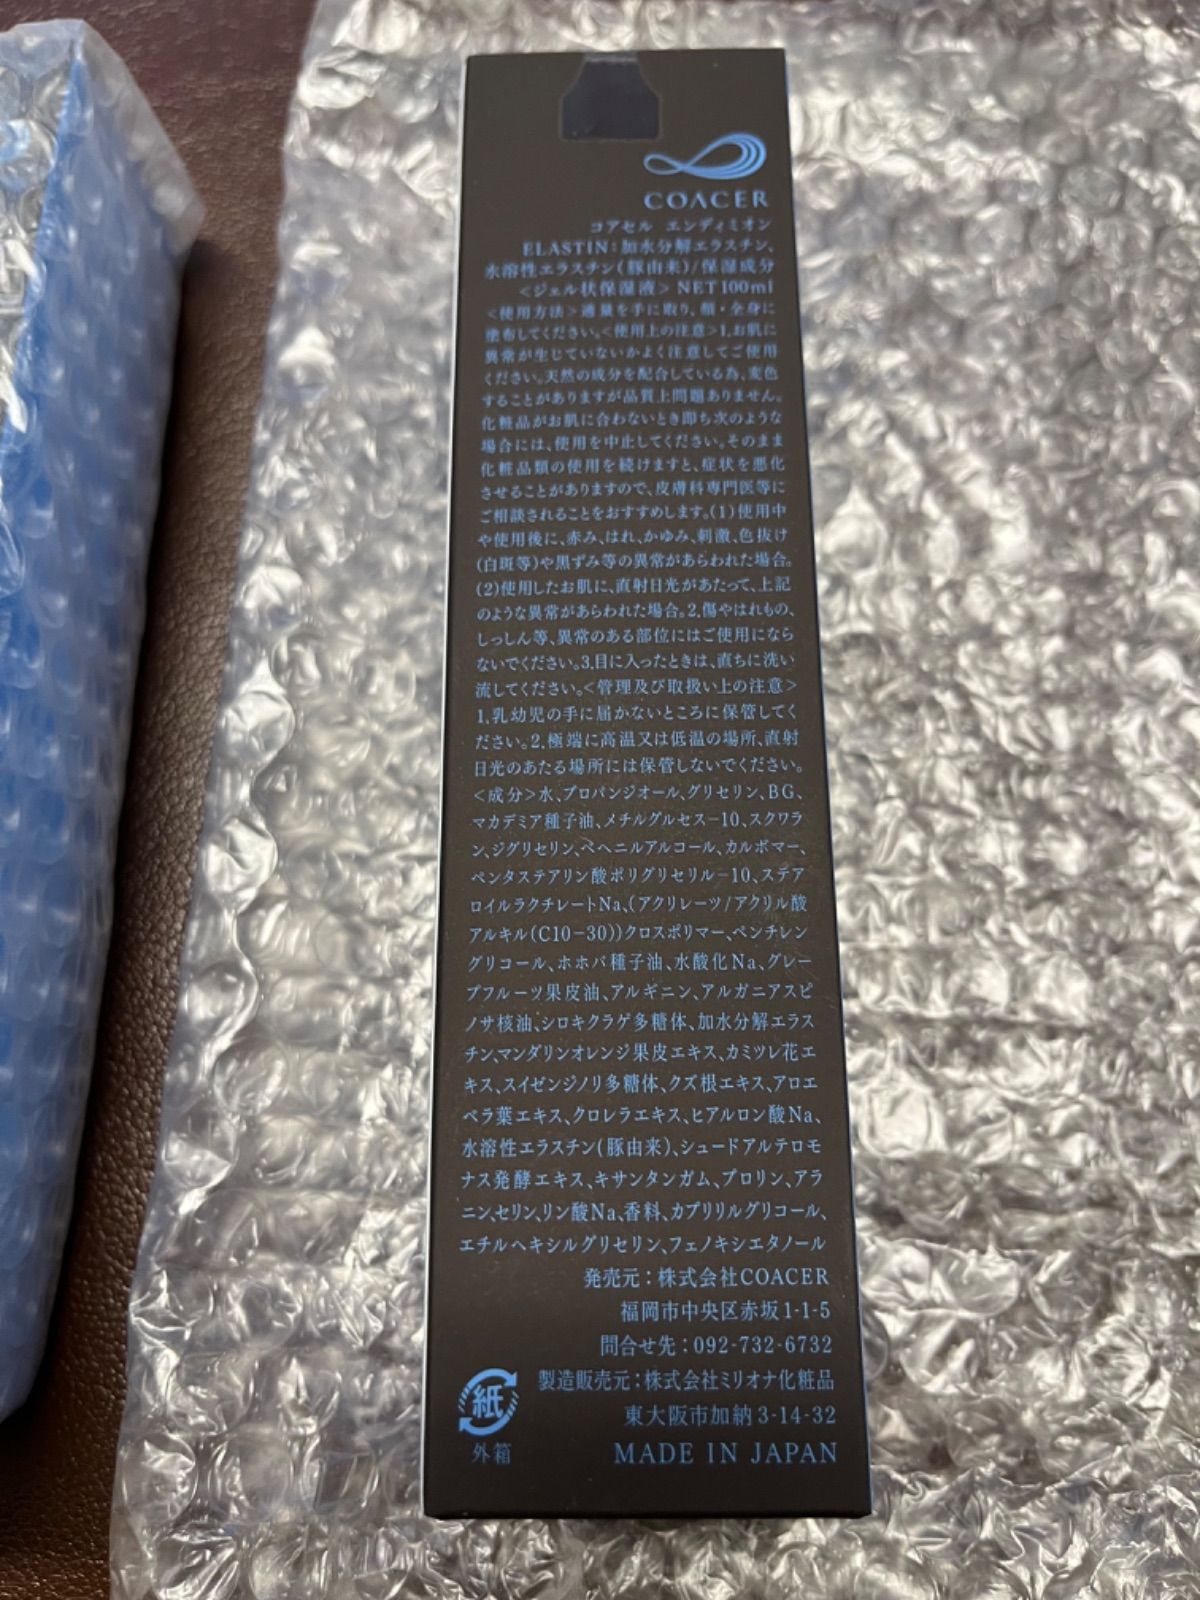 COACER
コアセル エンディミオン
ELASTIN：加水分解エラスチン、
水溶性エラスチン(豚由来)/保湿成分
<ジェル状保湿液> NET100ml
<使用方法>適量を手に取り、顔・全身に
塗布してください。<使用上の注意>1.お肌に
異常が生じていないかよく注意してご使用
ください。天然の成分を配合している為、変色
することがありますが品質上問題ありません。
化粧品がお肌に合わないとき即ち次のような
場合には、使用を中止してください。そのまま
化粧品類の使用を続けますと、症状を悪化
させることがありますので、皮膚科専門医等に
ご相談されることをおすすめします。(1)使用中
や使用後に、赤み、はれ、かゆみ、刺激、色抜け
(白斑等)や黒ずみ等の異常があらわれた場合。
(2)使用したお肌に、直射日光があたって、上記
のような異常があらわれた場合。2.傷やはれもの、
しっしん等、異常のある部位にはご使用になら
ないでください。3.目に入ったときは、直ちに洗い
流してください。<管理及び取扱い上の注意>
1.乳幼児の手に届かないところに保管してく
ださい。2.極端に高温又は低温の場所、直射
日光のあたる場所には保管しないでください。
<成分>水、プロパンジオール、グリセリン、BG、
マカデミア種子油、メチルグルセス-10、スクワラ
ン、ジグリセリン、ベヘニルアルコール、カルボマー、
ペンタステアリン酸ポリグリセリル-10、ステア
ロイルラクチレートNa、(アクリレーツ/アクリル酸
アルキル(C10-30))クロスポリマー、ペンチレン
グリコール、ホホバ種子油、水酸化Na、グレー
プフルーツ果皮油、アルギニン、アルガニアスピ
ノサ核油、シロキクラゲ多糖体、加水分解エラス
チン、マンダリンオレンジ果皮エキス、カミツレ花エ
キス、スイゼンジノリ多糖体、クズ根エキス、アロエ
ベラ葉エキス、クロレラエキス、ヒアルロン酸Na、
水溶性エラスチン(豚由来)、シュードアルテロモ
ナス発酵エキス、キサンタンガム、プロリン、アラ
ニン、セリン、リン酸Na、香料、カプリリルグリコール、
エチルヘキシルグリセリン、フェノキシエタノール
発売元：株式会社COACER
福岡市中央区赤坂1-1-5
問合せ先：092-732-6732
製造販売元：株式会社ミリオナ化粧品
東大阪市加納3-14-32
MADE IN JAPAN
紙
外箱